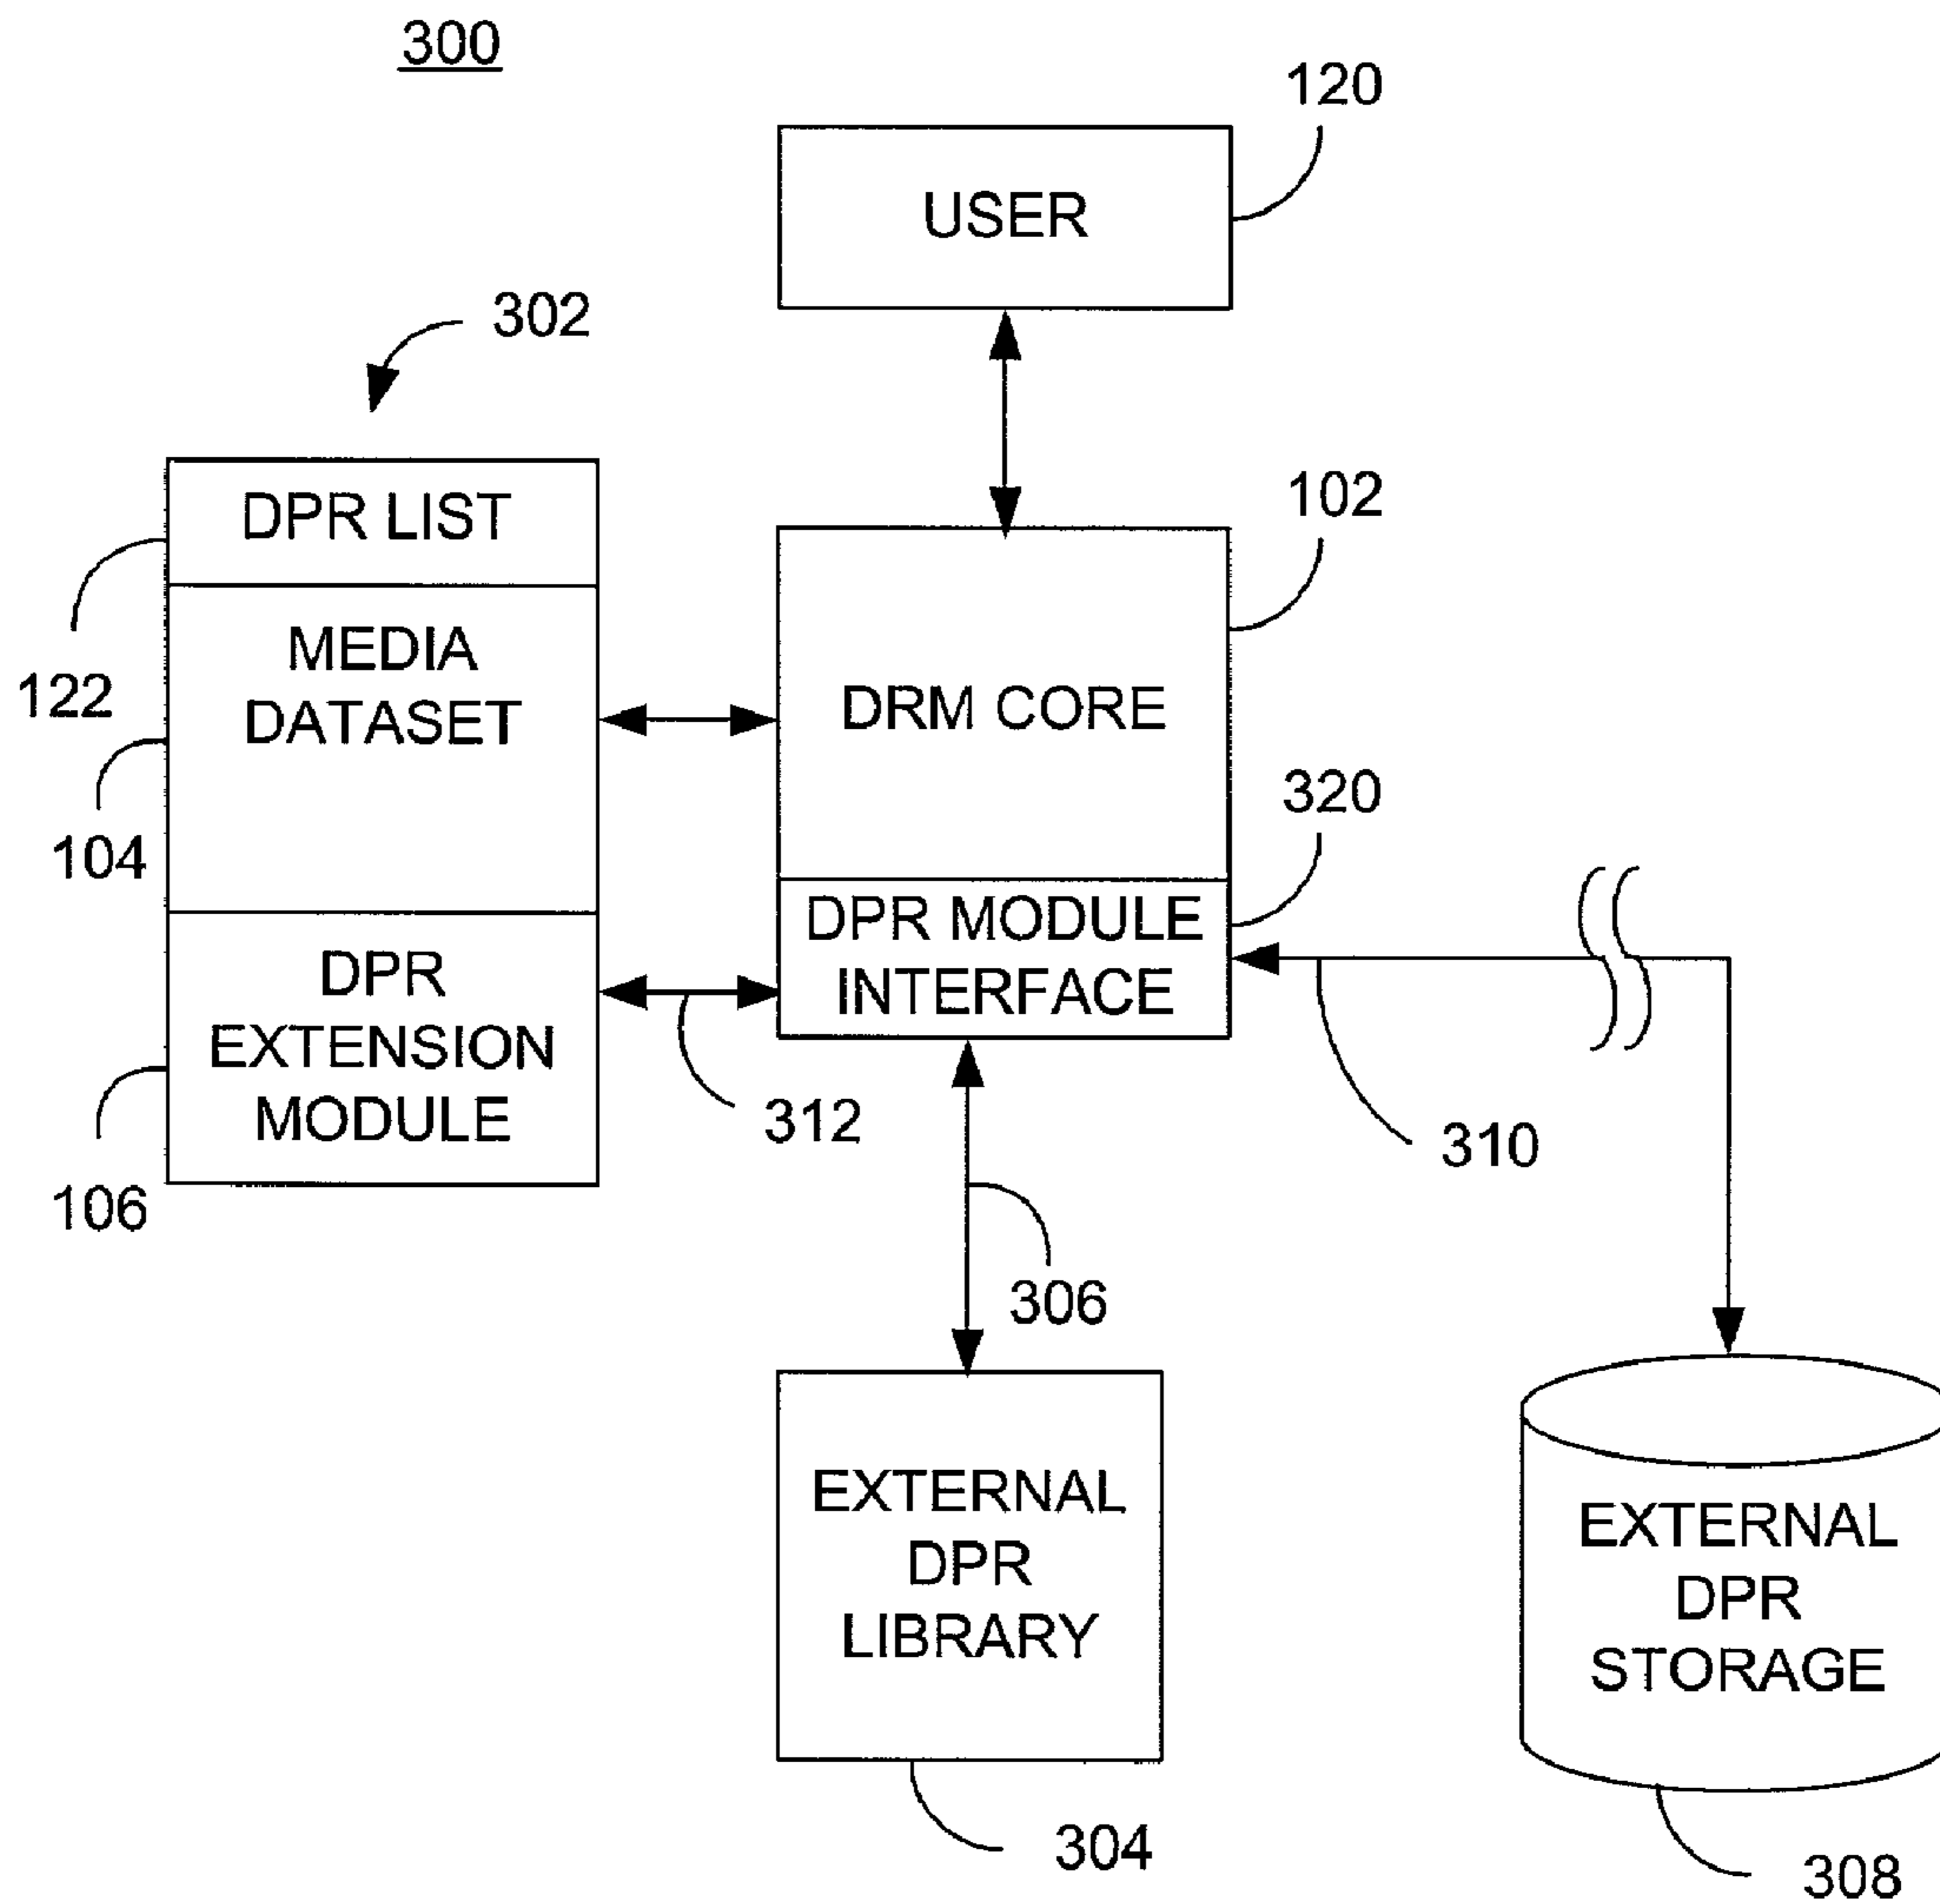 300
120
USER
302
DPR LIST
102
MEDIA
DATASET
122
DRM CORE
104
320
DPR MODULE
INTERFACE
DPR
EXTENSION
MODULE
106
312
310
306
EXTERNAL
DPR
LIBRARY
EXTERNAL
DPR
STORAGE
304
308